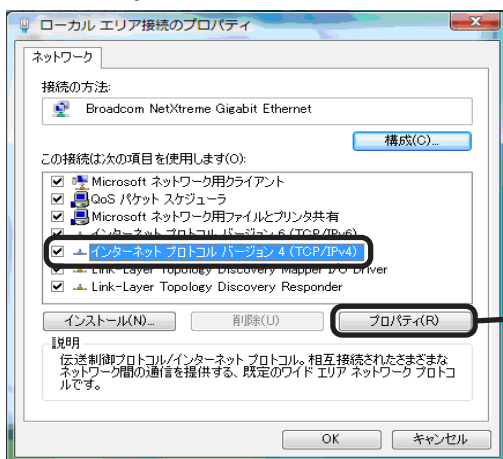 ローカル エリア接続のプロパティ
ネットワーク
接続の方法:
Broadcom NetXtreme Gigabit Ethernet
構成(C)...
この接続は次の項目を使用します(O):
Microsoft ネットワーク用クライアント
QoS パケット スケジューラ
Microsoft ネットワーク用ファイルとプリンタ共有
インターネット プロトコル バージョン 6 (TCP/IPv6)
インターネット プロトコル バージョン 4 (TCP/IPv4)
Link-Layer Topology Discovery Mapper I/O Driver
Link-Layer Topology Discovery Responder
インストール(N)...
削除(U)
プロパティ(R)
説明
伝送制御プロトコル/インターネット プロトコル。相互接続されたさまざまな
ネットワーク間の通信を提供する、既定のワイド エリア ネットワーク プロトコ
ルです。
OK
キャンセル